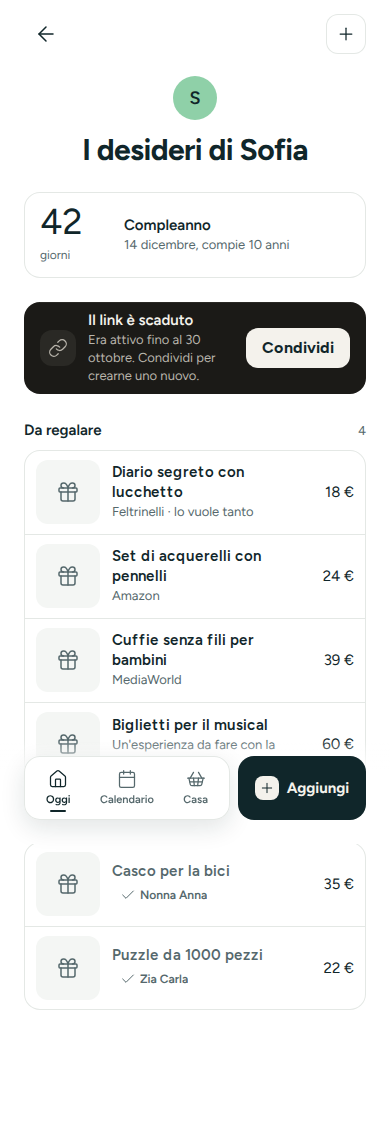 S
I desideri di Sofia
42
giorni
Compleanno
14 dicembre, compie 10 anni
Il link è scaduto
Era attivo fino al 30
ottobre. Condividi per
crearne uno nuovo.
Condividi
Da regalare
4
Diario segreto con
lucchetto
Feltrinelli · lo vuole tanto
18 €
Set di acquerelli con
pennelli
Amazon
24 €
Cuffie senza fili per
bambini
MediaWorld
39 €
Biglietti per il musical
Un'esperienza da fare con la
60 €
Oggi
Calendario
Casa
Aggiungi
Casco per la bici
Nonna Anna
35 €
Puzzle da 1000 pezzi
Zia Carla
22 €